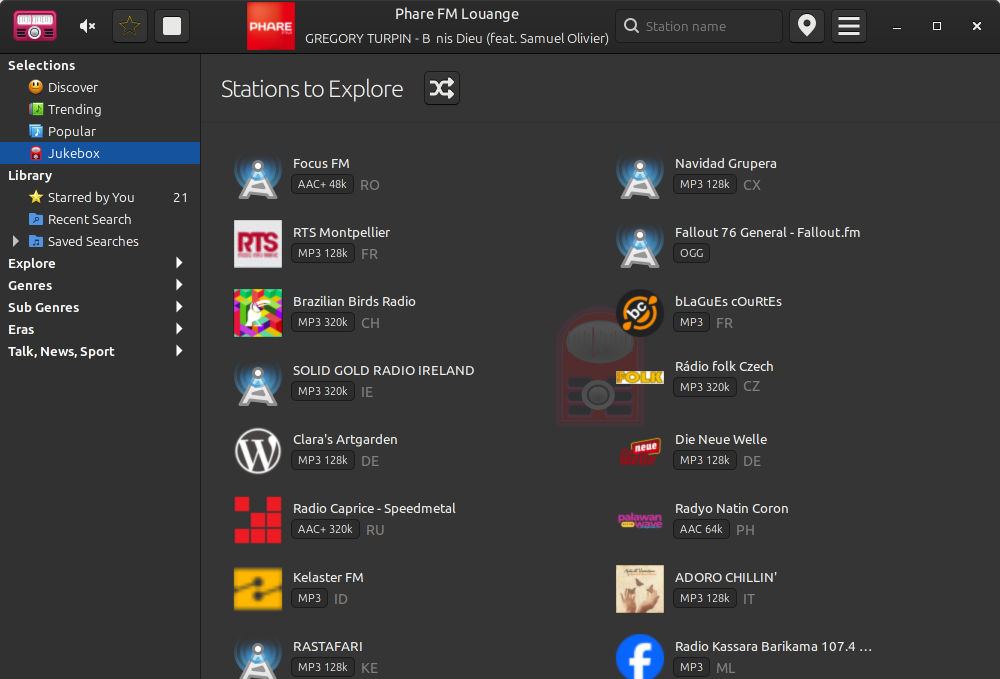 Phare FM Louange
PHARE
GREGORY TURPIN - B nis Dieu (feat. Samuel Olivier)
Station name
Selections
Discover
Trending
Popular
Jukebox
Library
Starred by You 21
Recent Search
Saved Searches
Explore
Genres
Sub Genres
Eras
Talk, News, Sport
Stations to Explore
Focus FM
AAC+ 48k RO
Navidad Grupera
MP3 128k CX
RTS
RTS Montpellier
MP3 128k FR
Fallout 76 General - Fallout.fm
OGG
Brazilian Birds Radio
MP3 320k CH
bc
bLaGuEs cOuRtEs
MP3 FR
SOLID GOLD RADIO IRELAND
MP3 320k IE
FOLK
Rádio folk Czech
MP3 320k CZ
Clara's Artgarden
MP3 128k DE
neue
Die Neue Welle
MP3 128k DE
Radio Caprice - Speedmetal
AAC+ 320k RU
palawan
wave
Radyo Natin Coron
AAC 64k PH
Kelaster FM
MP3 ID
ADORO CHILLIN'
MP3 128k IT
RASTAFARI
MP3 128k KE
Radio Kassara Barikama 107.4 ...
MP3 ML